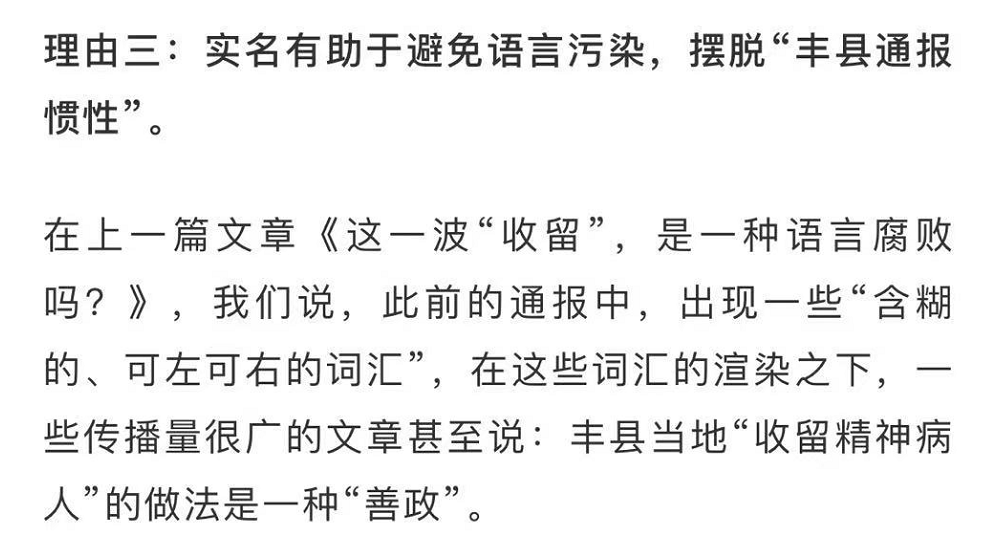 理由三：实名有助于避免语言污染，摆脱“丰县通报
惯性”。
在上一篇文章《这一波“收留”，是一种语言腐败
吗？》，我们说，此前的通报中，出现一些“含糊
的、可左可右的词汇”，在这些词汇的渲染之下，一
些传播量很广的文章甚至说：丰县当地“收留精神病
人”的做法是一种“善政”。